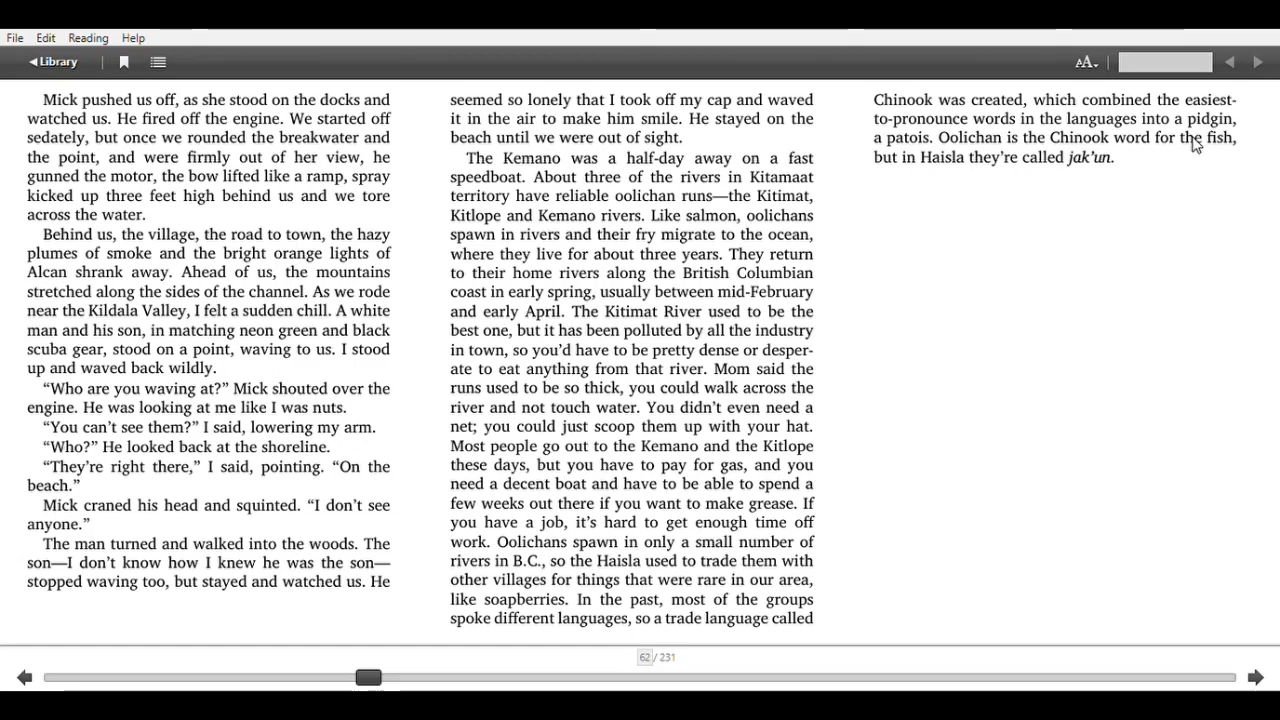 File Edit Reading Help
◀Library AA
Mick pushed us off, as she stood on the docks and
watched us. He fired off the engine. We started off
sedately, but once we rounded the breakwater and
the point, and were firmly out of her view, he
gunned the motor, the bow lifted like a ramp, spray
kicked up three feet high behind us and we tore
across the water.
Behind us, the village, the road to town, the hazy
plumes of smoke and the bright orange lights of
Alcan shrank away. Ahead of us, the mountains
stretched along the sides of the channel. As we rode
near the Kildala Valley, I felt a sudden chill. A white
man and his son, in matching neon green and black
scuba gear, stood on a point, waving to us. I stood
up and waved back wildly.
“Who are you waving at?” Mick shouted over the
engine. He was looking at me like I was nuts.
“You can’t see them?” I said, lowering my arm.
“Who?” He looked back at the shoreline.
“They’re right there,” I said, pointing. “On the
beach.”
Mick craned his head and squinted. “I don’t see
anyone.”
The man turned and walked into the woods. The
son—I don’t know how I knew he was the son—
stopped waving too, but stayed and watched us. He
seemed so lonely that I took off my cap and waved
it in the air to make him smile. He stayed on the
beach until we were out of sight.
The Kemano was a half-day away on a fast
speedboat. About three of the rivers in Kitamaat
territory have reliable oolichan runs—the Kitimat,
Kitlope and Kemano rivers. Like salmon, oolichans
spawn in rivers and their fry migrate to the ocean,
where they live for about three years. They return
to their home rivers along the British Columbian
coast in early spring, usually between mid-February
and early April. The Kitimat River used to be the
best one, but it has been polluted by all the industry
in town, so you’d have to be pretty dense or desper-
ate to eat anything from that river. Mom said the
runs used to be so thick, you could walk across the
river and not touch water. You didn’t even need a
net; you could just scoop them up with your hat.
Most people go out to the Kemano and the Kitlope
these days, but you have to pay for gas, and you
need a decent boat and have to be able to spend a
few weeks out there if you want to make grease. If
you have a job, it’s hard to get enough time off
work. Oolichans spawn in only a small number of
rivers in B.C., so the Haisla used to trade them with
other villages for things that were rare in our area,
like soapberries. In the past, most of the groups
spoke different languages, so a trade language called
Chinook was created, which combined the easiest-
to-pronounce words in the languages into a pidgin,
a patois. Oolichan is the Chinook word for the fish,
but in Haisla they’re called jak’un.
62 / 231